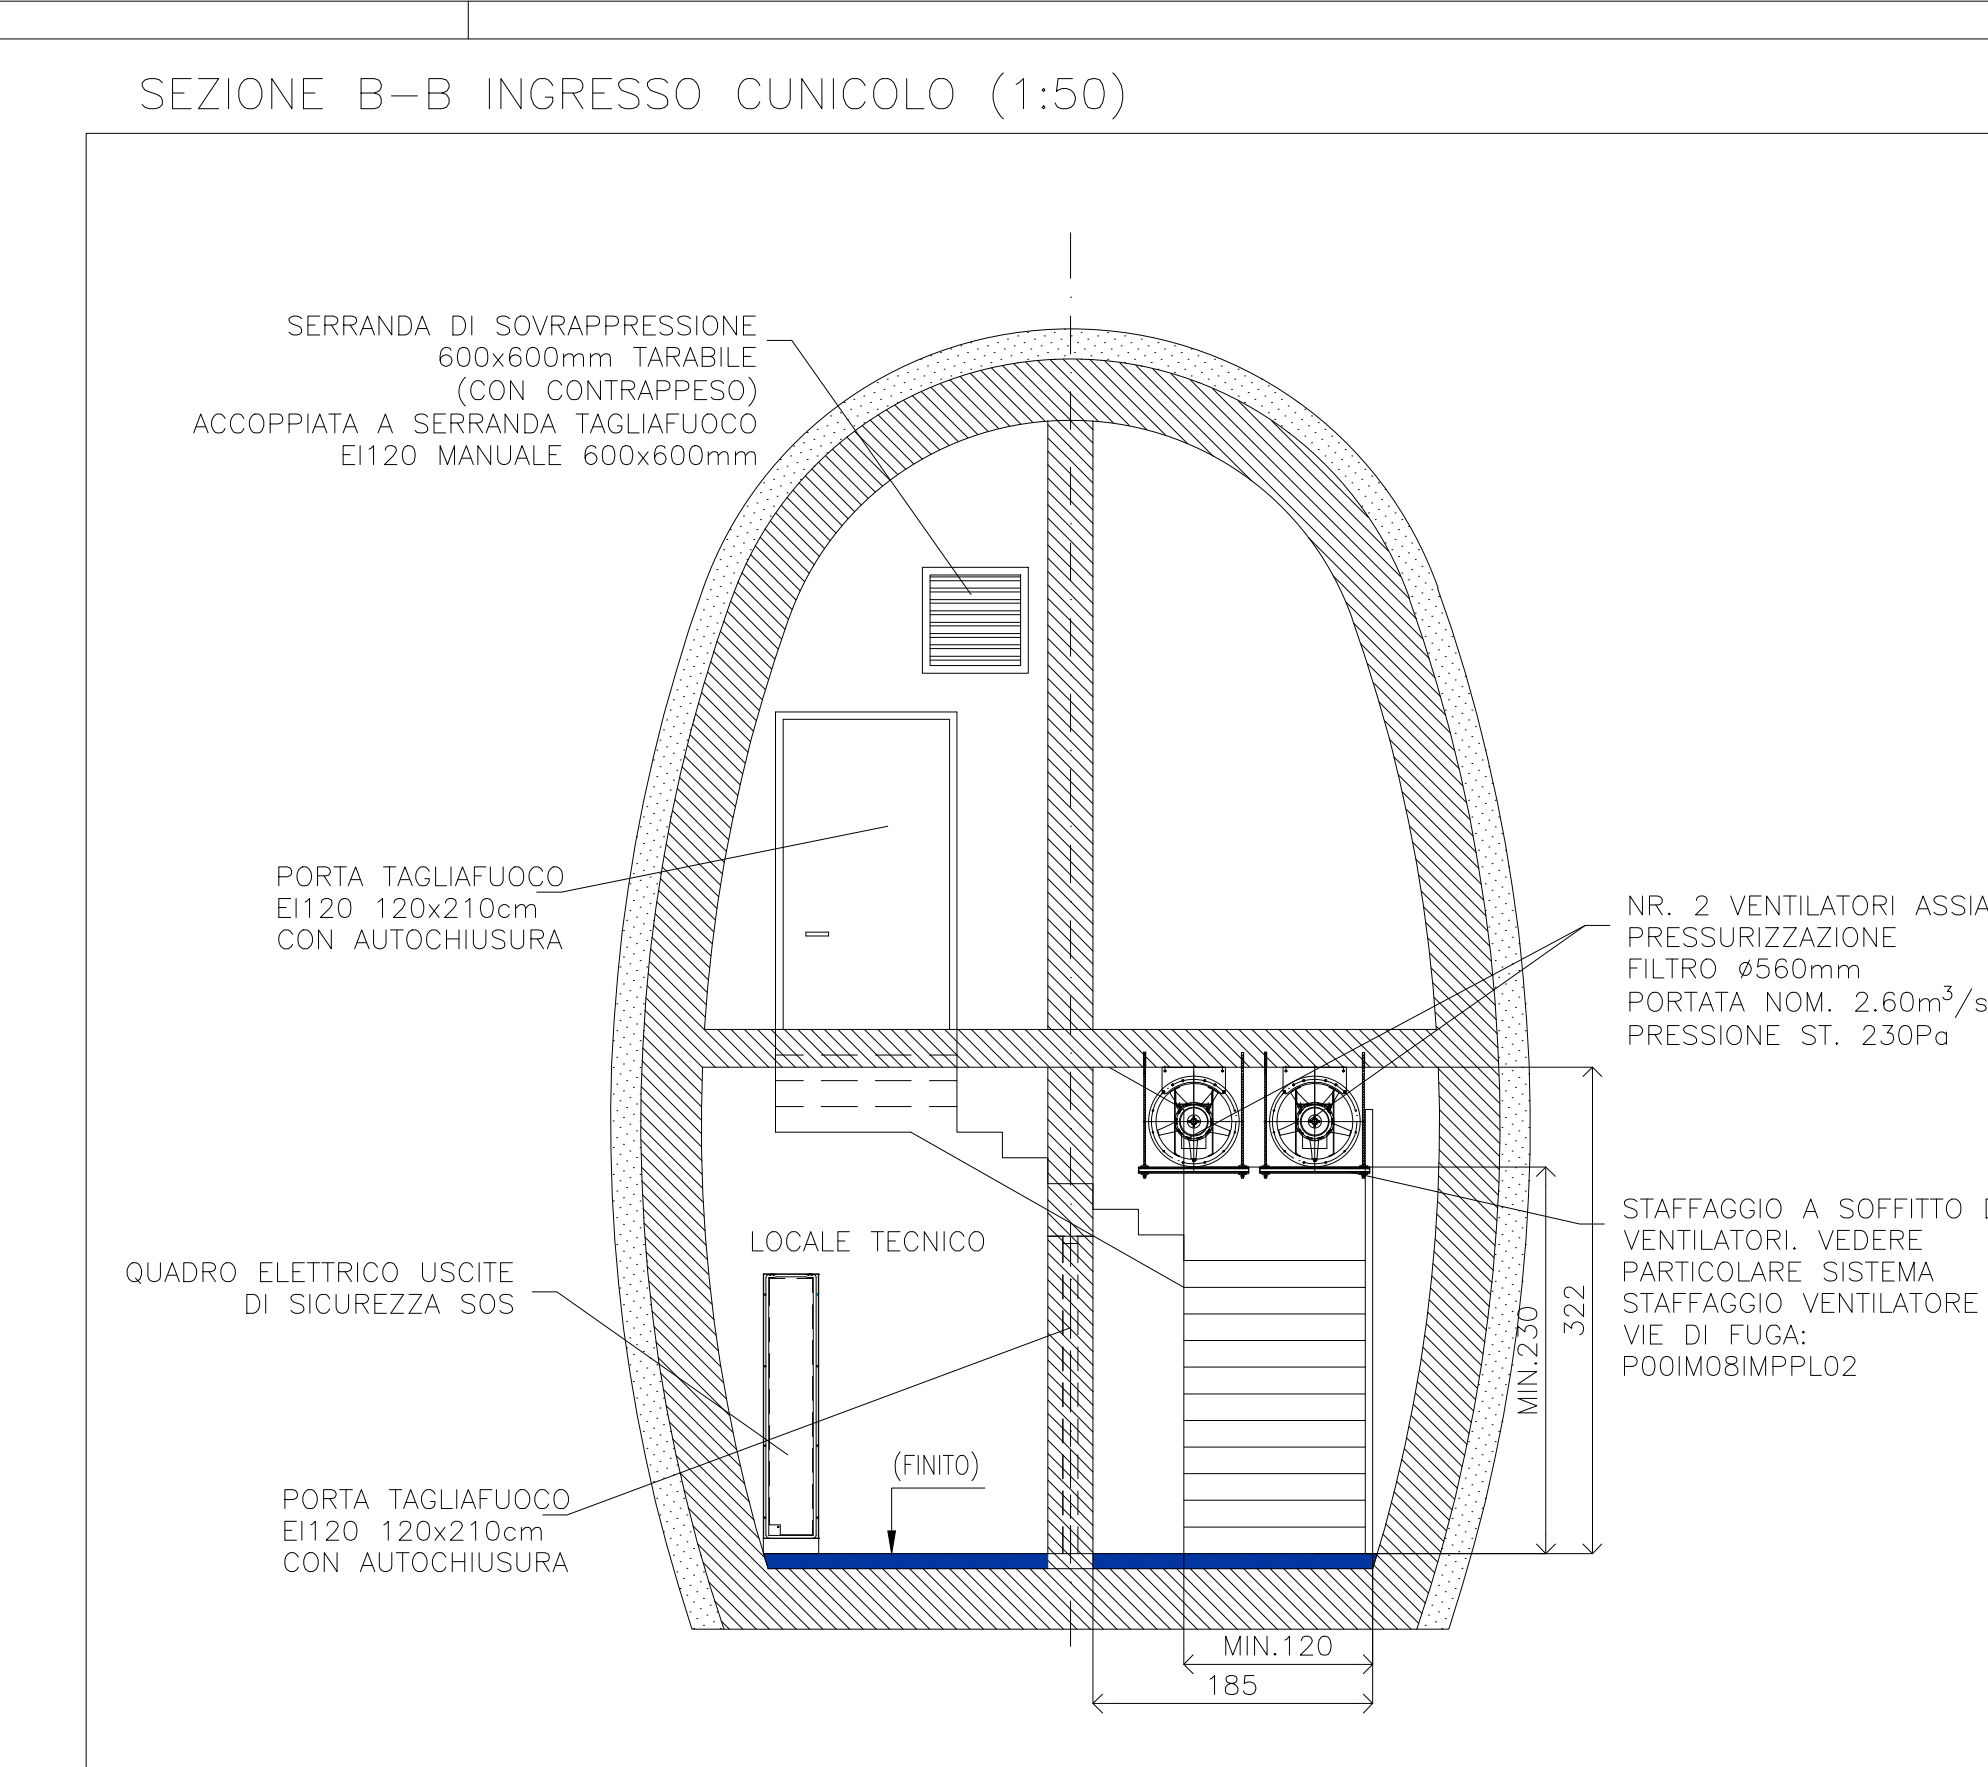 SEZIONE B-B INGRESSO CUNICOLO (1:50)
SERRANDA DI SOVRAPPRESSIONE
600x600mm TARABILE
(CON CONTRAPPESO)
ACCOPPIATA A SERRANDA TAGLIAFUOCO
EI120 MANUALE 600x600mm
PORTA TAGLIAFUOCO
EI120 120x210cm
CON AUTOCHIUSURA
NR. 2 VENTILATORI ASSIA
PRESSURIZZAZIONE
FILTRO ø560mm
PORTATA NOM. 2.60m³/s
PRESSIONE ST. 230Pa
STAFFAGGIO A SOFFITTO
VENTILATORI. VEDERE
PARTICOLARE SISTEMA
STAFFAGGIO VENTILATORE
VIE DI FUGA:
P00IM08IMPPL02
LOCALE TECNICO
QUADRO ELETTRICO USCITE
DI SICUREZZA SOS
322
MIN.230
(FINITO)
PORTA TAGLIAFUOCO
EI120 120x210cm
CON AUTOCHIUSURA
MIN.120
185